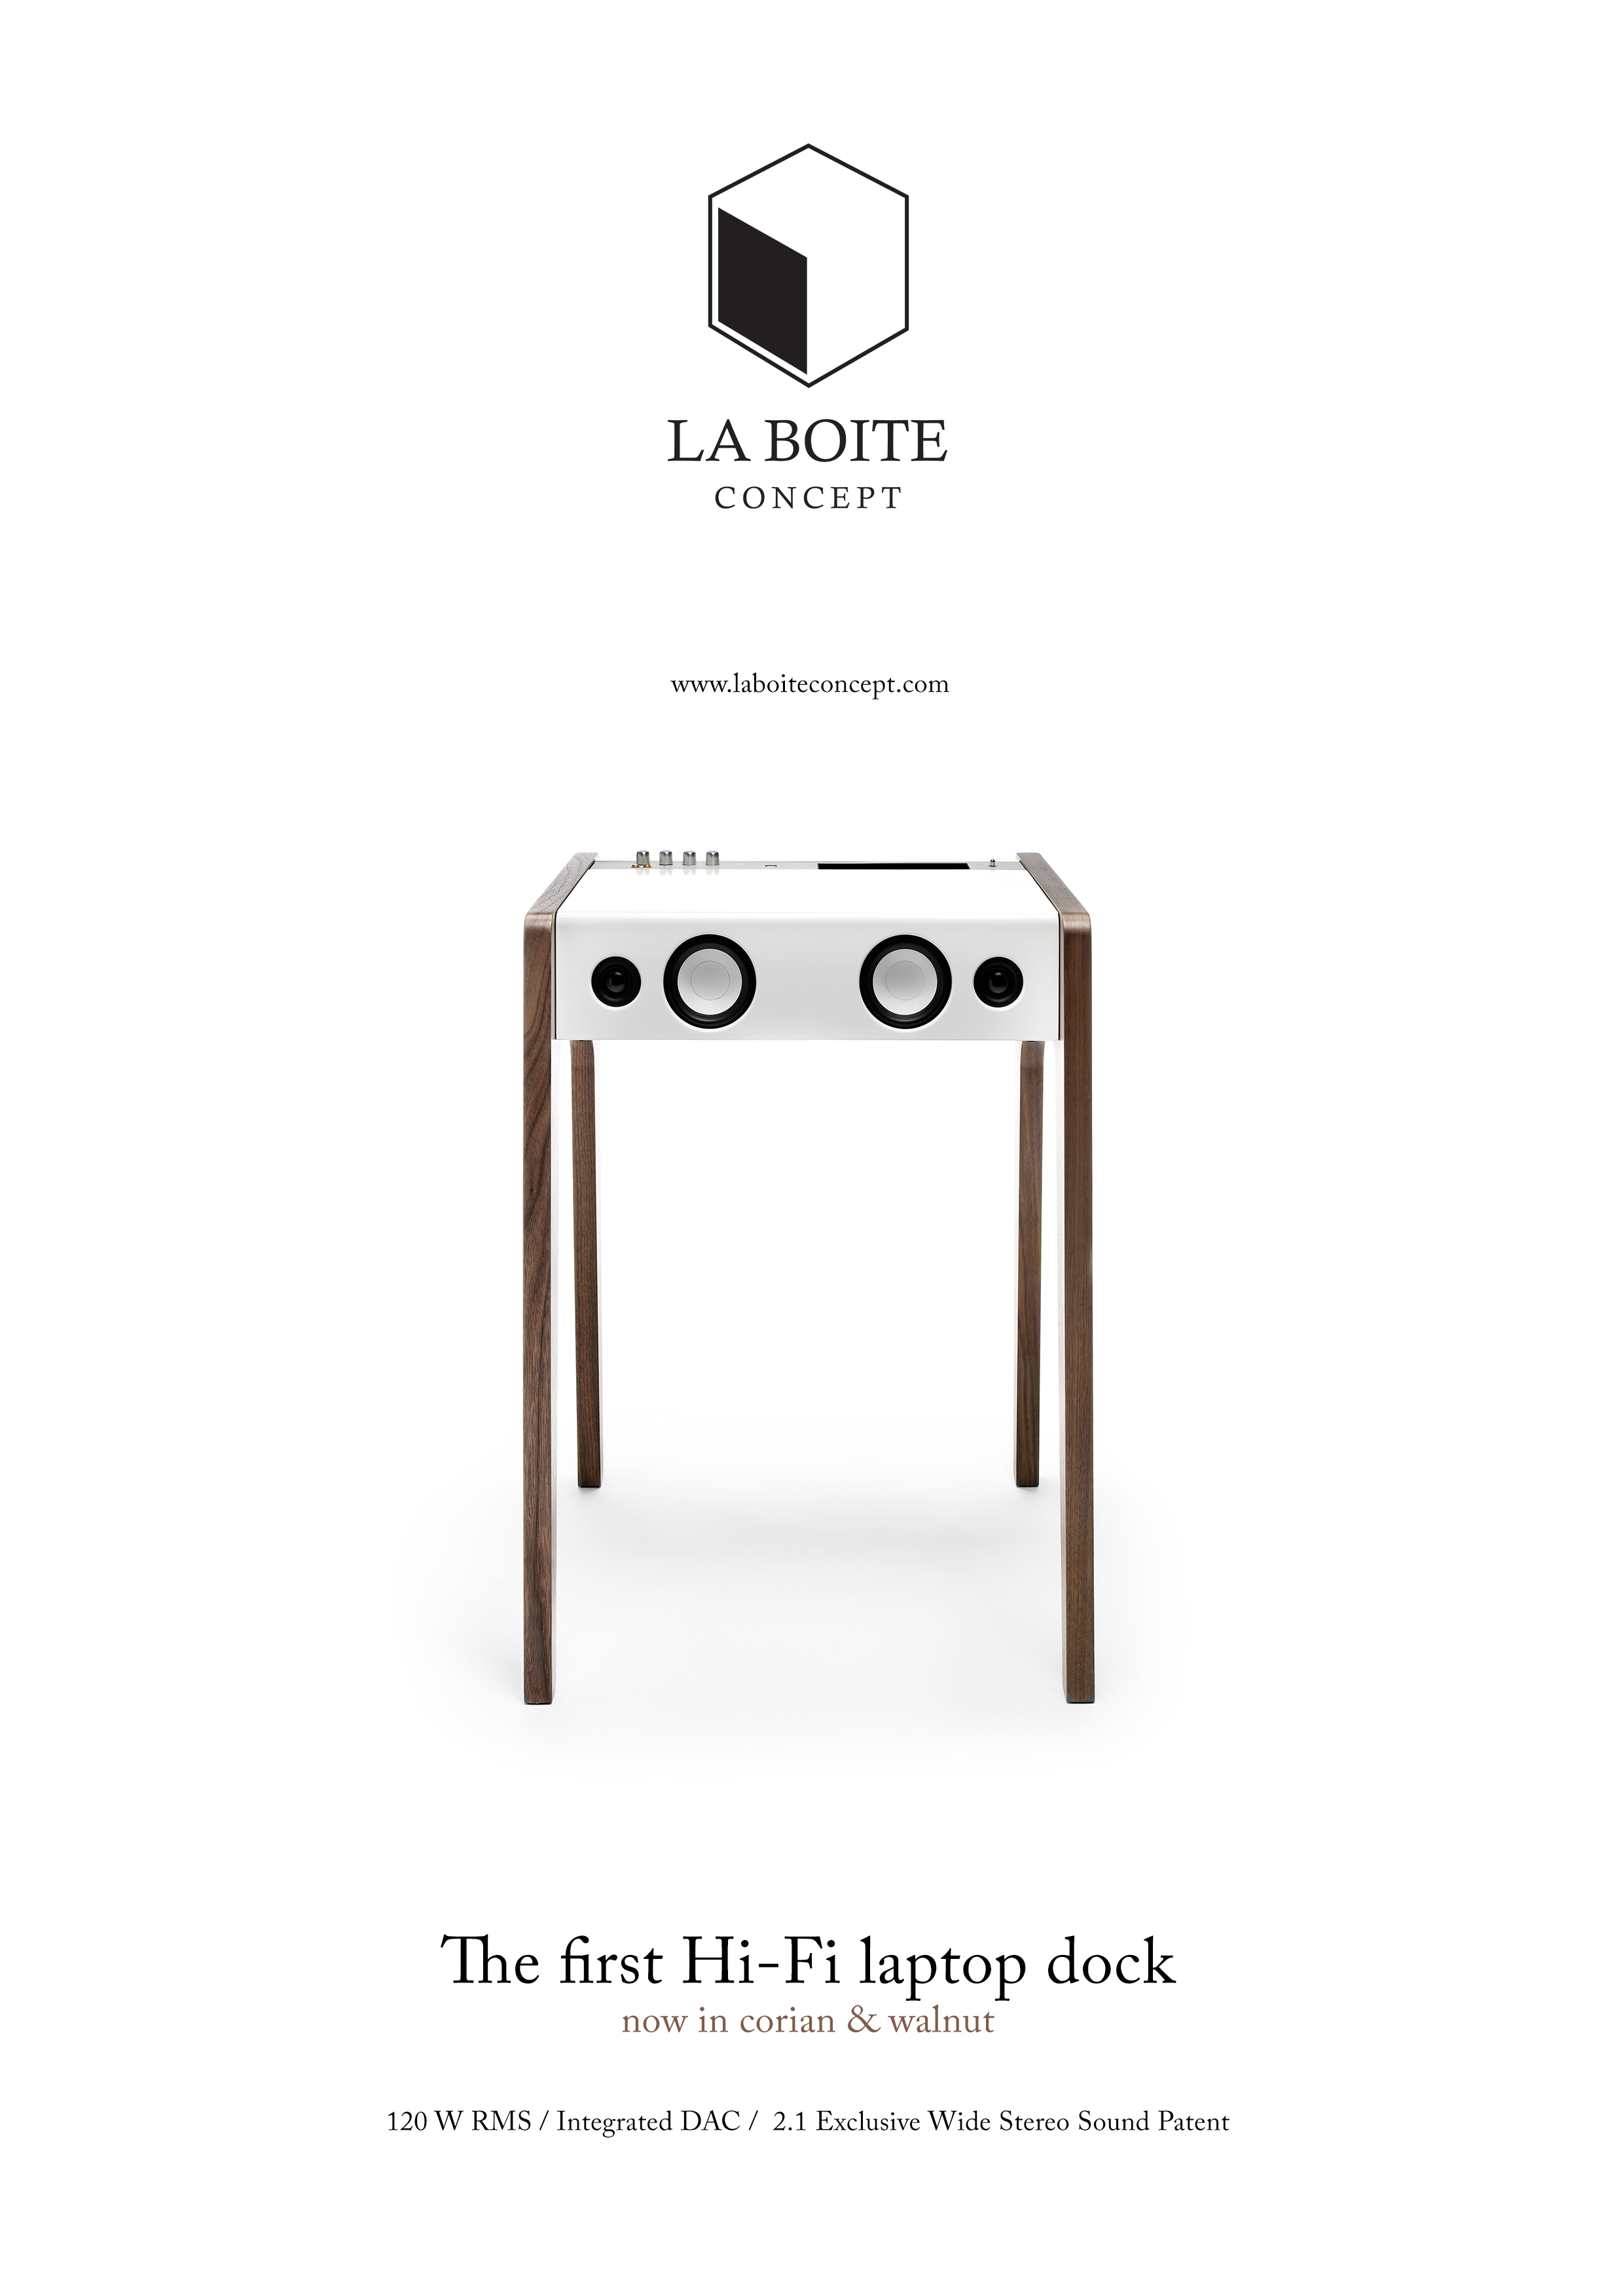 LA BOITE
CONCEPT
www.laboiteconcept.com
The first Hi-Fi laptop dock
now in corian & walnut
120 W RMS / Integrated DAC / 2.1 Exclusive Wide Stereo Sound Patent